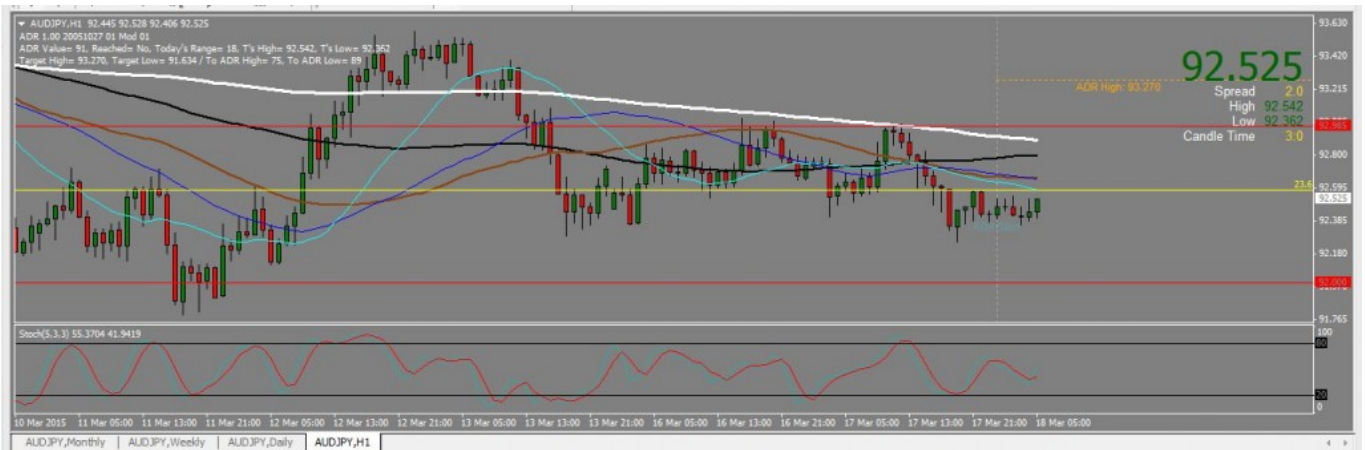 AUDJPY,H1 92.445 92.528 92.406 92.525
ADR 1.00 20051027 01 Mod 01
ADR Value= 91, Reached= No, Today's Range= 18, T's High= 92.542, T's Low= 92.362
Target High= 93.270, Target Low= 91.634 / To ADR High= 75, To ADR Low= 89
92.525
Spread 2.0
High 92.542
Low 92.362
Candle Time 3:0
ADR High: 93.270
93.630
93.420
93.215
92.985
92.800
23.6
92.595
92.525
92.385
92.180
92.000
91.765
Stoch(5,3,3) 55.3704 41.9419
100
80
20
0
10 Mar 2015 11 Mar 05:00 11 Mar 13:00 11 Mar 21:00 12 Mar 05:00 12 Mar 13:00 12 Mar 21:00 13 Mar 05:00 13 Mar 13:00 13 Mar 21:00 16 Mar 05:00 16 Mar 13:00 16 Mar 21:00 17 Mar 05:00 17 Mar 13:00 17 Mar 21:00 18 Mar 05:00
AUDJPY,Monthly AUDJPY,Weekly AUDJPY,Daily AUDJPY,H1